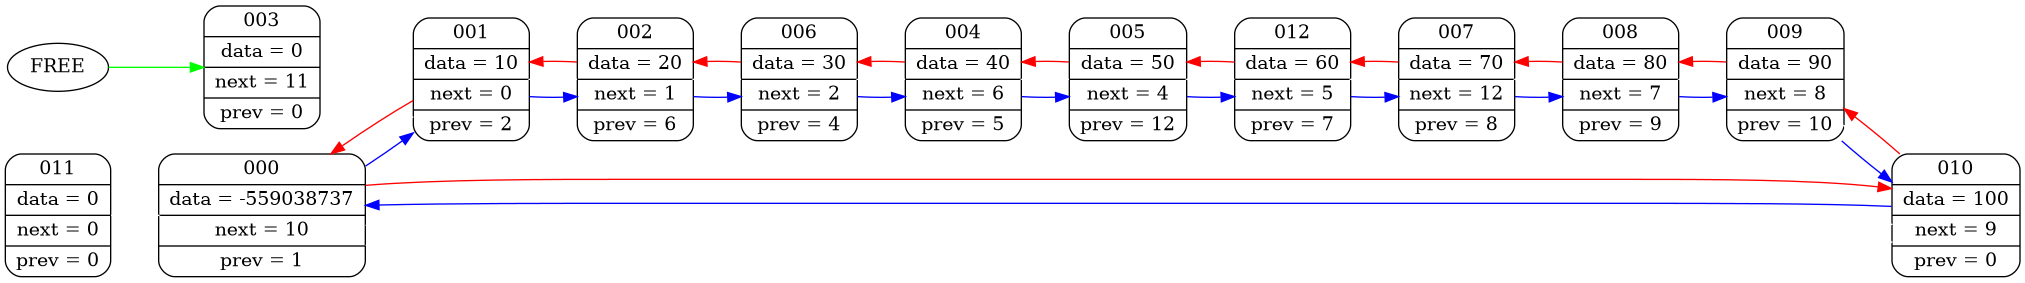 FREE
003
data = 0
next = 11
prev = 0
001
data = 10
next = 0
prev = 2
002
data = 20
next = 1
prev = 6
006
data = 30
next = 2
prev = 4
004
data = 40
next = 6
prev = 5
005
data = 50
next = 4
prev = 12
012
data = 60
next = 5
prev = 7
007
data = 70
next = 12
prev = 8
008
data = 80
next = 7
prev = 9
009
data = 90
next = 8
prev = 10
011
data = 0
next = 0
prev = 0
000
data = -559038737
next = 10
prev = 1
010
data = 100
next = 9
prev = 0